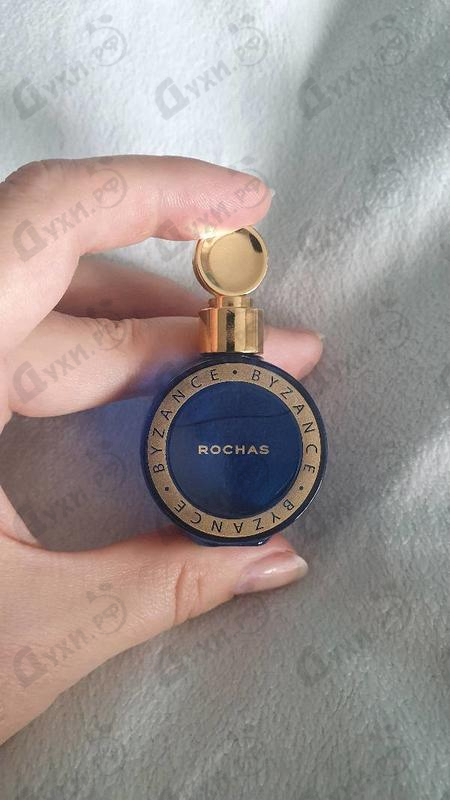 ROCHAS
BYZANCE • BYZANCE • BYZANCE •
Духи.рф